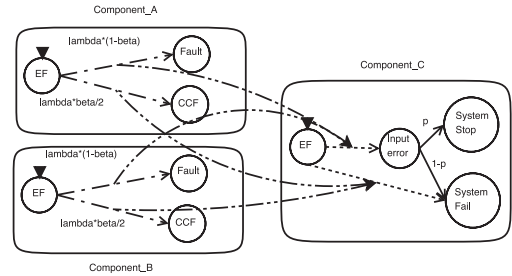 Component_A
lambda*(1-beta)
Fault
EF
lambda*beta/2
CCF
Component_B
lambda*(1-beta)
Fault
EF
lambda*beta/2
CCF
Component_C
EF
Input
error
p
1-p
System
Stop
System
Fail